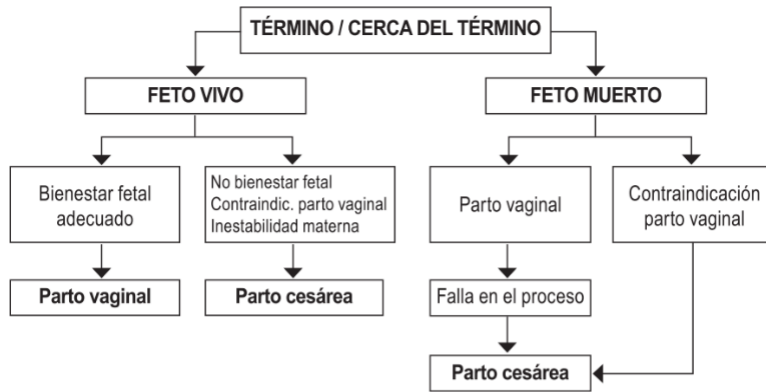 TÉRMINO / CERCA DEL TÉRMINO
FETO VIVO
FETO MUERTO
Bienestar fetal
adecuado
No bienestar fetal
Contraindic. parto vaginal
Inestabilidad materna
Parto vaginal
Contraindicación
parto vaginal
Parto vaginal
Parto cesárea
Falla en el proceso
Parto cesárea